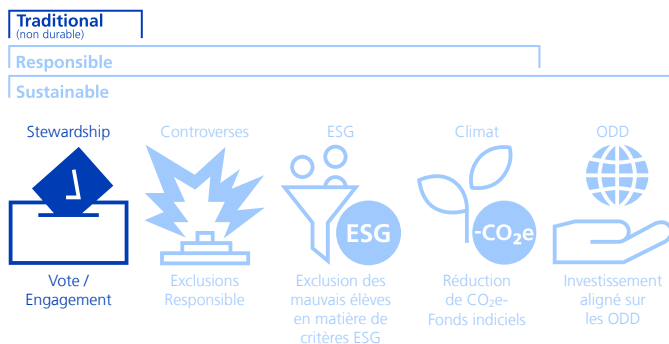 Traditional
(non durable)
Responsible
Sustainable
Stewardship
Controverses
ESG
Climat
ODD
ESG
-CO₂e
Vote /
Engagement
Exclusions
Responsible
Exclusion des
mauvais élèves
en matière de
critères ESG
Réduction
de CO₂e-
Fonds indiciels
Investissement
aligné sur
les ODD